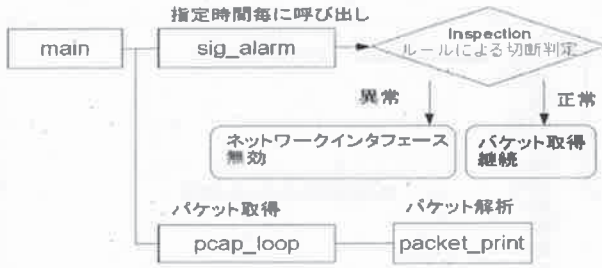 指定時間毎に呼び出し
main
sig_alarm
Inspection
ルールによる切断判定
異常
正常
ネットワークインタフェース
無効
パケット取得
継続
パケット取得
パケット解析
pcap_loop
packet_print